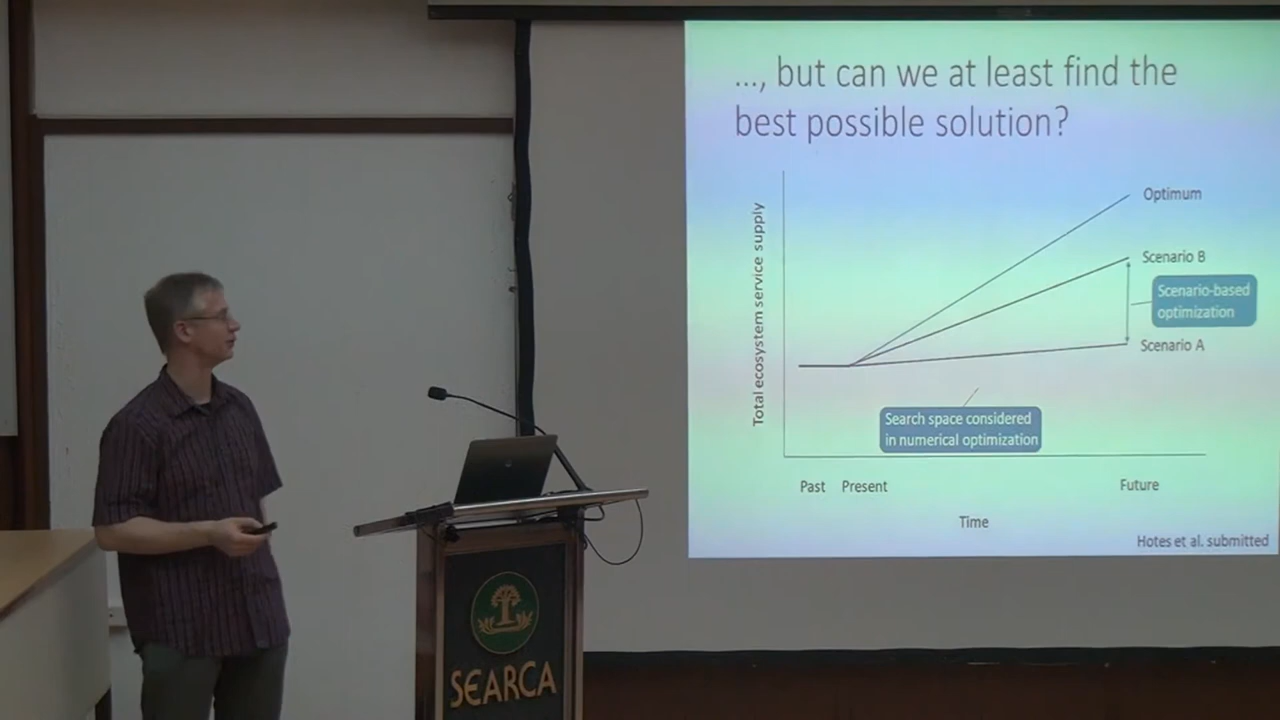 ..., but can we at least find the
best possible solution?
Total ecosystem service supply
Optimum
Scenario B
Scenario-based
optimization
Scenario A
Search space considered
in numerical optimization
Past
Present
Future
Time
Hotes et al. submitted
SEARCA